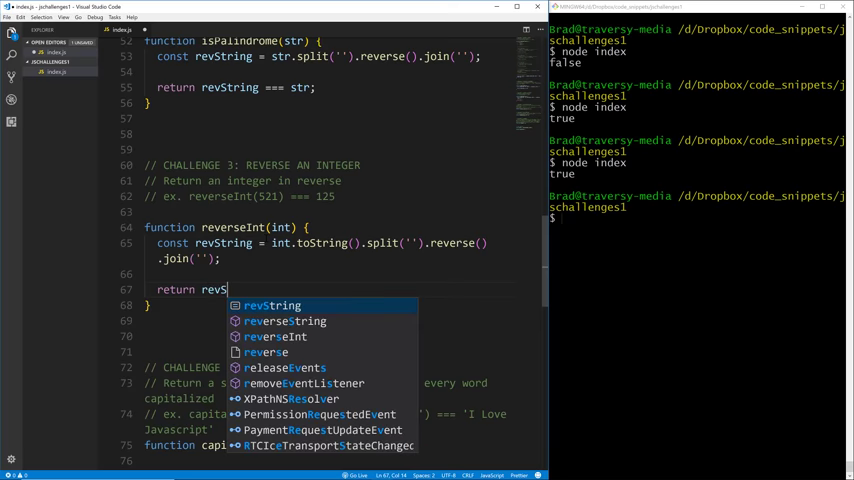 index.js - Visual Studio Code
File Edit Selection View Go Debug Tasks Help
EXPLORER
OPEN EDITORS 1 UNSAVED
index.js
JSCHALLENGES1
index.js
index.js
52 function isPalindrome(str) {
53 const revString = str.split('').reverse().join('');
54
55 return revString === str;
56 }
57
58
59
60 // CHALLENGE 3: REVERSE AN INTEGER
61 // Return an integer in reverse
62 // ex. reverseInt(521) === 125
63
64 function reverseInt(int) {
65 const revString = int.toString().split('').reverse()
.join('');
66
67 return revS
68 }
69
70
71
72 // CHALLENGE
73 // Return a s every word
capitalized
74 // ex. capita ') === 'I Love
Javascript'
75 function capi
76
revString
reverseString
reverseInt
reverse
releaseEvents
removeEventListener
XPathNSResolver
PermissionRequestedEvent
PaymentRequestUpdateEvent
RTCIceTransportStateChanged
0 0
Go Live Ln 67, Col 14 Spaces: 2 UTF-8 CRLF JavaScript Prettier
MINGW64:/d/Dropbox/code_snippets/jschallenges1
Brad@traversy-media /d/Dropbox/code_snippets/j
schallenges1
$ node index
false
Brad@traversy-media /d/Dropbox/code_snippets/j
schallenges1
$ node index
true
Brad@traversy-media /d/Dropbox/code_snippets/j
schallenges1
$ node index
true
Brad@traversy-media /d/Dropbox/code_snippets/j
schallenges1
$